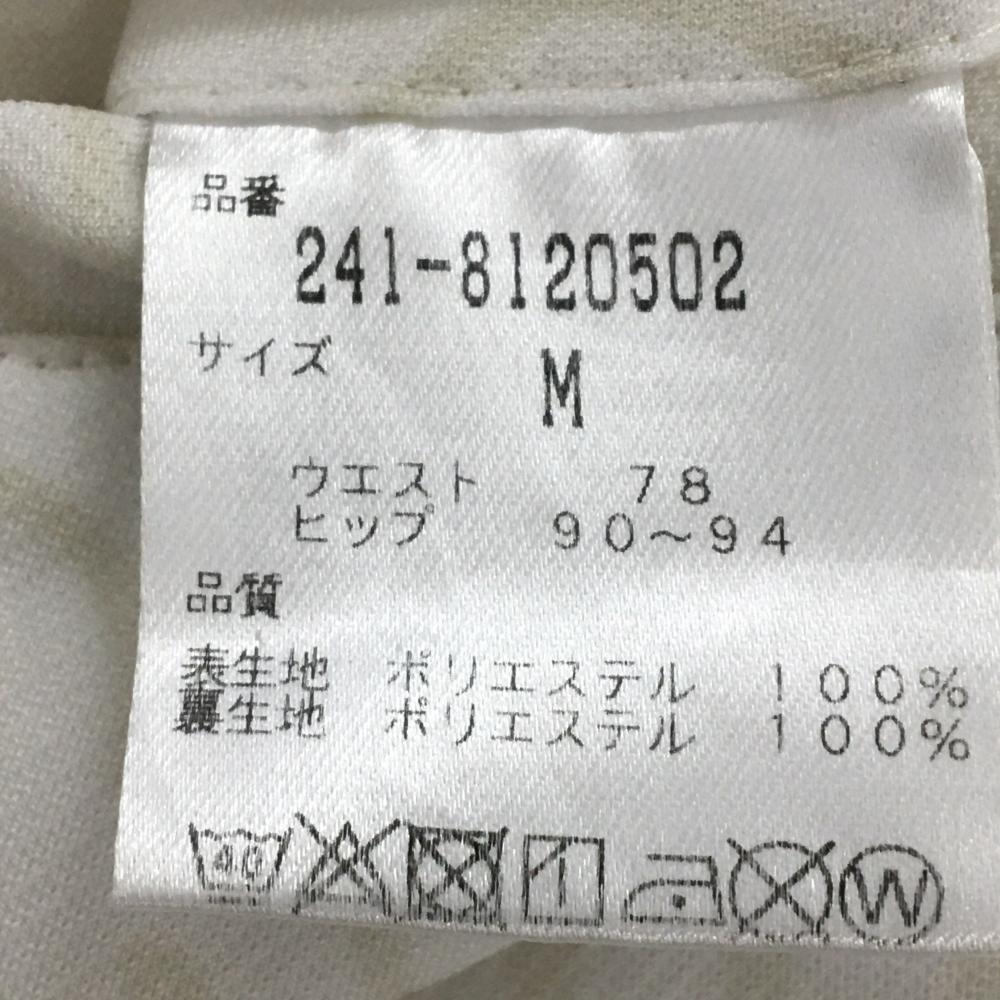 品番
241-8120502
サイズ
M
ウエスト 78
ヒップ 90～94
品質
表生地 ポリエステル 100%
裏生地 ポリエステル 100%
40 W